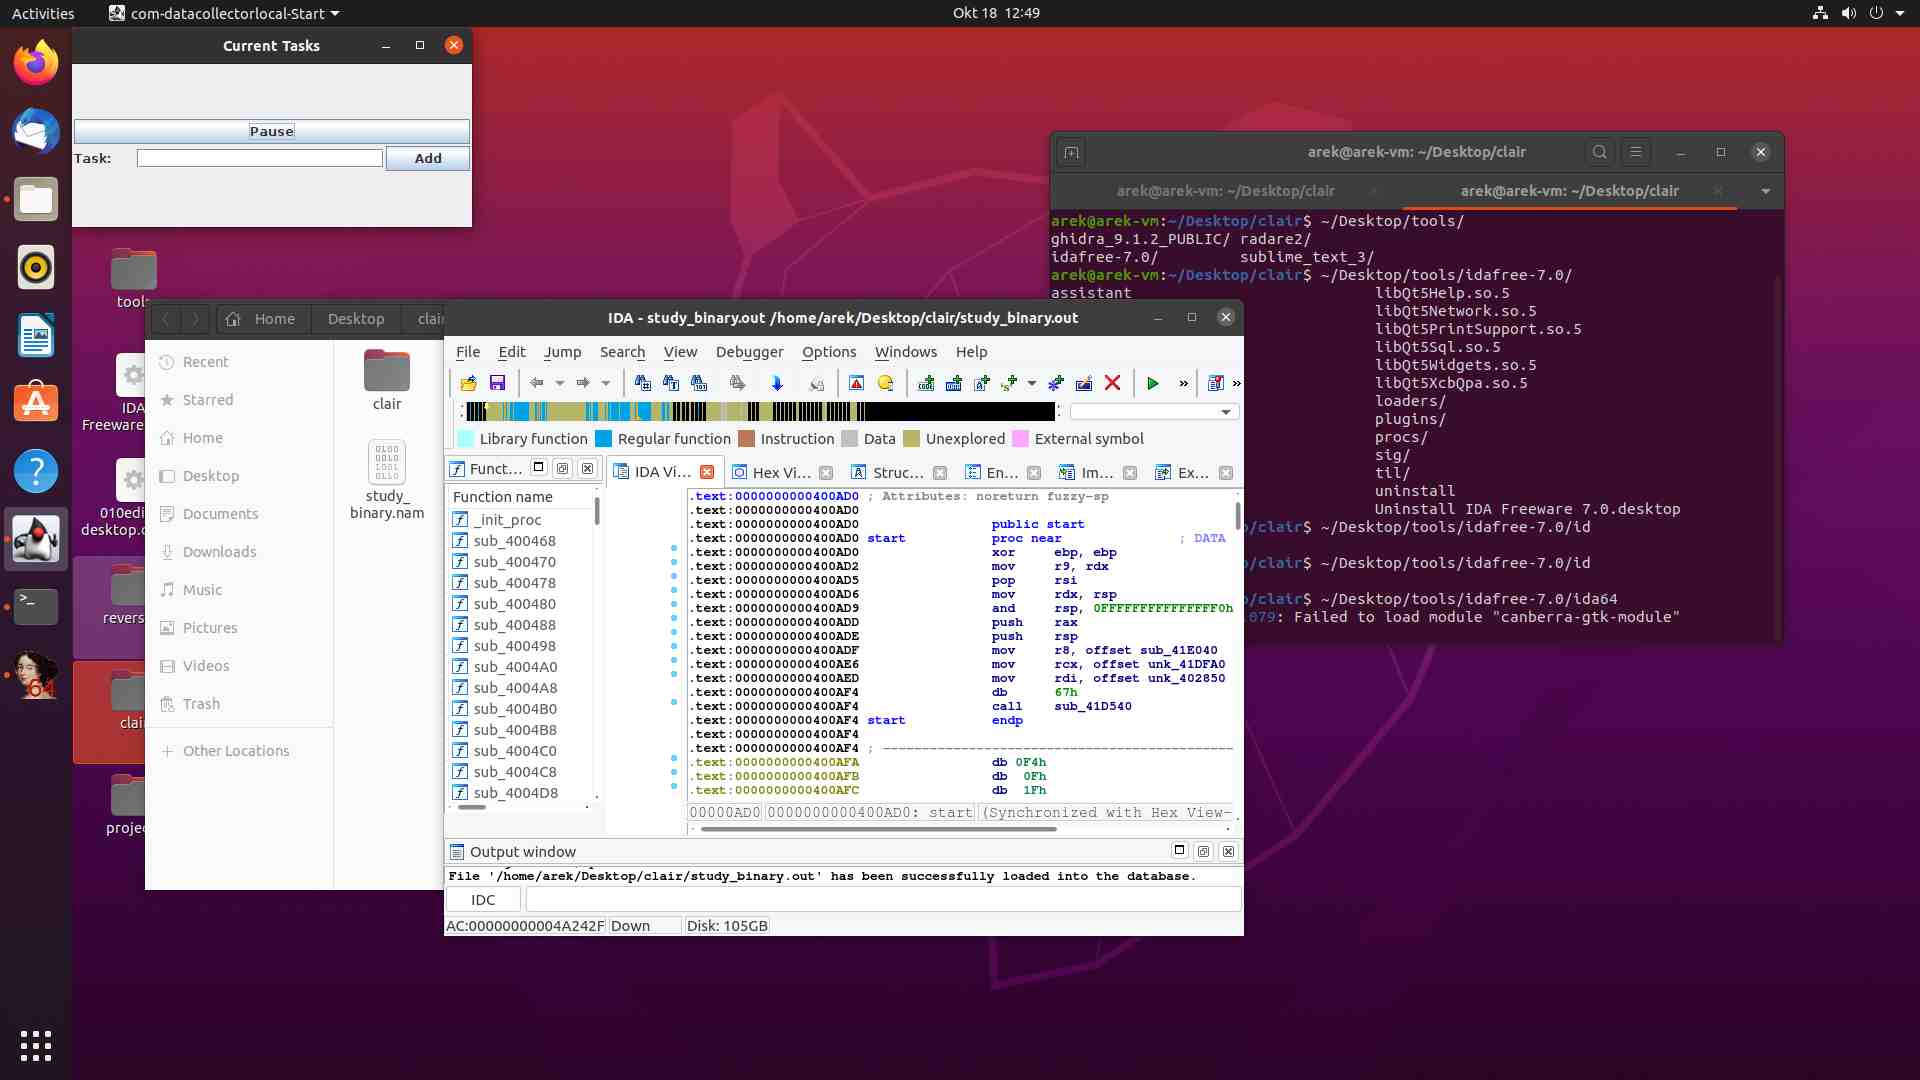 Activities
com-datacollectorlocal-Start
Okt 18 12:49
Current Tasks
Pause
Task:
Add
arek@arek-vm: ~/Desktop/clair
arek@arek-vm: ~/Desktop/clair
arek@arek-vm: ~/Desktop/clair
arek@arek-vm:~/Desktop/clair$ ~/Desktop/tools/
ghidra_9.1.2_PUBLIC/ radare2/
idafree-7.0/ sublime_text_3/
arek@arek-vm:~/Desktop/clair$ ~/Desktop/tools/idafree-7.0/
assistant libQt5Help.so.5
libQt5Network.so.5
libQt5PrintSupport.so.5
libQt5Sql.so.5
libQt5Widgets.so.5
libQt5XcbQpa.so.5
loaders/
plugins/
procs/
sig/
til/
uninstall
Uninstall IDA Freeware 7.0.desktop
p/clair$ ~/Desktop/tools/idafree-7.0/id
p/clair$ ~/Desktop/tools/idafree-7.0/id
p/clair$ ~/Desktop/tools/idafree-7.0/ida64
.079: Failed to load module "canberra-gtk-module"
tools
IDA
Freeware
010edi
desktop.c
revers
clai
projec
Home
Desktop
clai
Recent
Starred
Home
Desktop
Documents
Downloads
Music
Pictures
Videos
Trash
Other Locations
clair
study_
binary.nam
IDA - study_binary.out /home/arek/Desktop/clair/study_binary.out
File Edit Jump Search View Debugger Options Windows Help
Library function Regular function Instruction Data Unexplored External symbol
Funct...
IDA Vi...
Hex Vi...
Struc...
En...
Im...
Ex...
Function name
_init_proc
sub_400468
sub_400470
sub_400478
sub_400480
sub_400488
sub_400498
sub_4004A0
sub_4004A8
sub_4004B0
sub_4004B8
sub_4004C0
sub_4004C8
sub_4004D8
.text:0000000000400AD0 ; Attributes: noreturn fuzzy-sp
.text:0000000000400AD0
.text:0000000000400AD0 public start
.text:0000000000400AD0 start proc near ; DATA
.text:0000000000400AD0 xor ebp, ebp
.text:0000000000400AD2 mov r9, rdx
.text:0000000000400AD5 pop rsi
.text:0000000000400AD6 mov rdx, rsp
.text:0000000000400AD9 and rsp, 0FFFFFFFFFFFFFFF0h
.text:0000000000400ADD push rax
.text:0000000000400ADE push rsp
.text:0000000000400ADF mov r8, offset sub_41E040
.text:0000000000400AE6 mov rcx, offset unk_41DFA0
.text:0000000000400AED mov rdi, offset unk_402850
.text:0000000000400AF4 db 67h
.text:0000000000400AF4 call sub_41D540
.text:0000000000400AF4 start endp
.text:0000000000400AF4
.text:0000000000400AF4 ; ---------------------------------------------
.text:0000000000400AFA db 0F4h
.text:0000000000400AFB db 0Fh
.text:0000000000400AFC db 1Fh
00000AD0 0000000000400AD0: start (Synchronized with Hex View-
Output window
File '/home/arek/Desktop/clair/study_binary.out' has been successfully loaded into the database.
IDC
AC:00000000004A242F Down Disk: 105GB